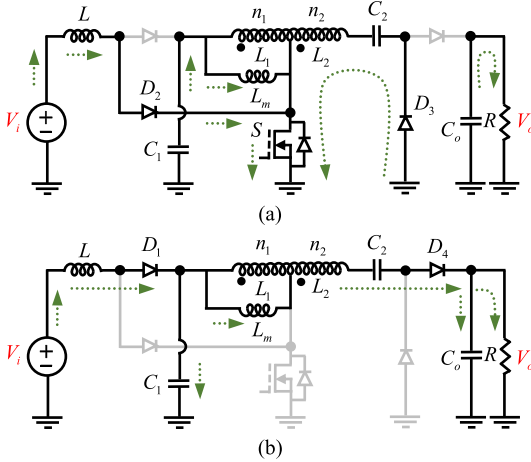 L n₁ n₂ C₂
L₁ L₂
D₂ Lₘ
Vᵢ S D₃ Vₒ
C₁ Cₒ R
(a)
L D₁ n₁ n₂ C₂ D₄
L₁ L₂
Lₘ
Vᵢ C₁ Cₒ R Vₒ
(b)